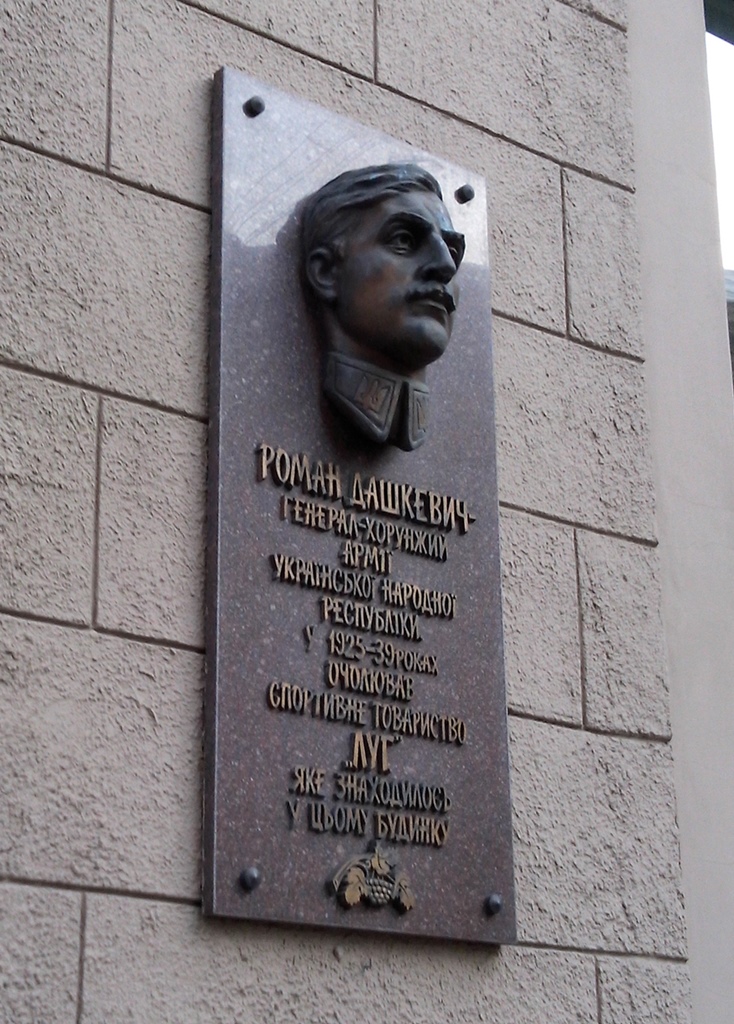 РОМАН ДАШКЕВИЧ-
ГЕНЕРАЛ-ХОРУНЖИЙ
АРМІЇ
УКРАЇНСЬКОЇ НАРОДНОЇ
РЕСПУБЛІКИ,
У 1925-39 РОКАХ
ОЧОЛЮВАВ
СПОРТИВНЕ ТОВАРИСТВО
„ЛУГ"
ЯКЕ ЗНАХОДИЛОСЬ
У ЦЬОМУ БУДИНКУ